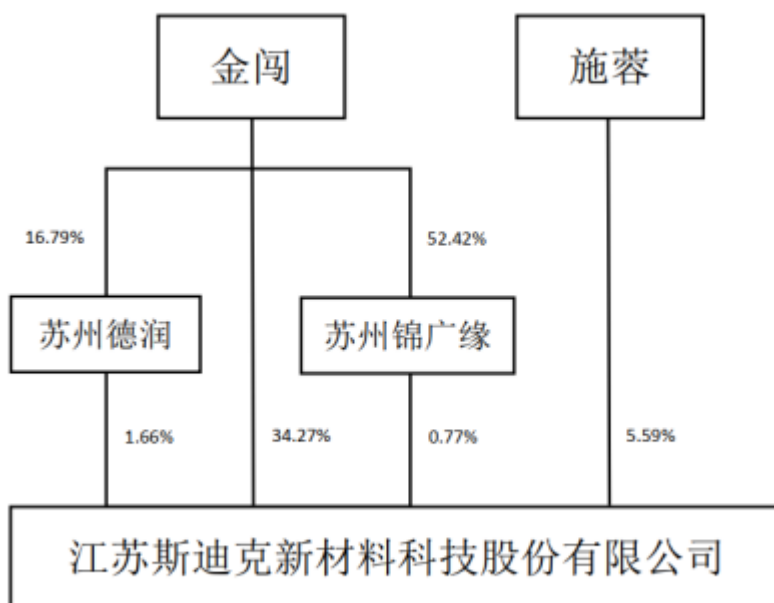 金闯
施蓉
16.79%
52.42%
苏州德润
苏州锦广缘
1.66%
34.27%
0.77%
5.59%
江苏斯迪克新材料科技股份有限公司